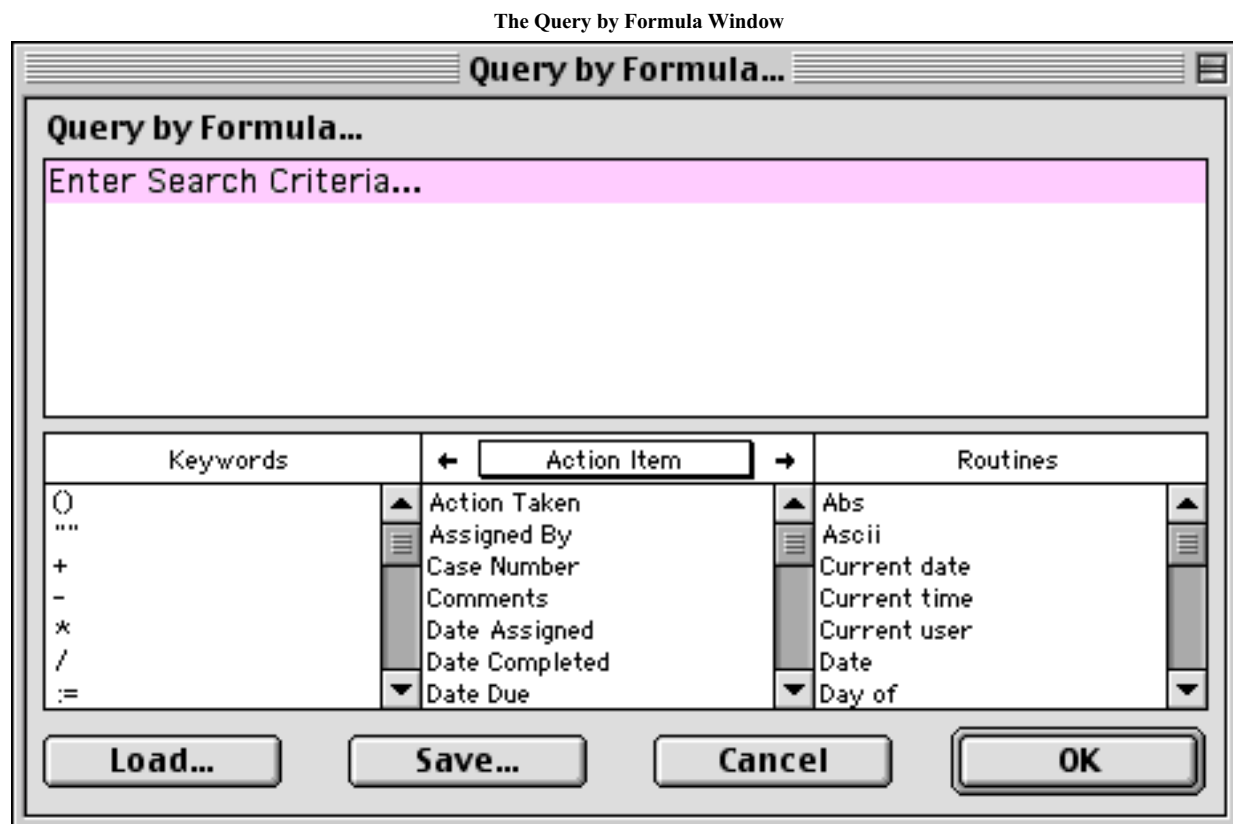 The Query by Formula Window
Query by Formula...
Query by Formula...
Enter Search Criteria...
Keywords
← Action Item →
Routines
()
""
+
-
*
/
:=
Action Taken
Assigned By
Case Number
Comments
Date Assigned
Date Completed
Date Due
Abs
Ascii
Current date
Current time
Current user
Date
Day of
Load...
Save...
Cancel
OK